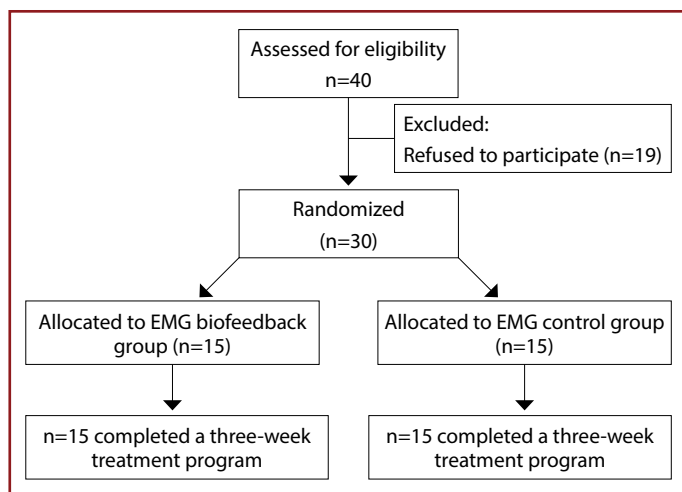 Assessed for eligibility
n=40
Excluded:
Refused to participate (n=19)
Randomized
(n=30)
Allocated to EMG biofeedback
group (n=15)
Allocated to EMG control group
(n=15)
n=15 completed a three-week
treatment program
n=15 completed a three-week
treatment program